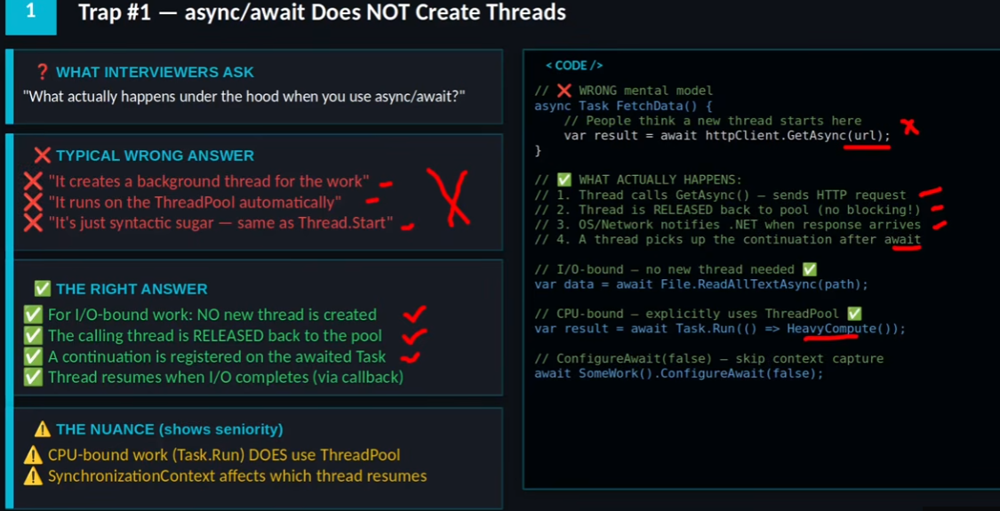 1
Trap #1 — async/await Does NOT Create Threads
❓ WHAT INTERVIEWERS ASK
"What actually happens under the hood when you use async/await?"
❌ TYPICAL WRONG ANSWER
❌ "It creates a background thread for the work"
❌ "It runs on the ThreadPool automatically"
❌ "It's just syntactic sugar — same as Thread.Start"
✅ THE RIGHT ANSWER
✅ For I/O-bound work: NO new thread is created
✅ The calling thread is RELEASED back to the pool
✅ A continuation is registered on the awaited Task
✅ Thread resumes when I/O completes (via callback)
⚠️ THE NUANCE (shows seniority)
⚠️ CPU-bound work (Task.Run) DOES use ThreadPool
⚠️ SynchronizationContext affects which thread resumes
< CODE />
// ❌ WRONG mental model
async Task FetchData() {
    // People think a new thread starts here
    var result = await httpClient.GetAsync(url);
}
// ✅ WHAT ACTUALLY HAPPENS:
// 1. Thread calls GetAsync() — sends HTTP request
// 2. Thread is RELEASED back to pool (no blocking!)
// 3. OS/Network notifies .NET when response arrives
// 4. A thread picks up the continuation after await
// I/O-bound — no new thread needed ✅
var data = await File.ReadAllTextAsync(path);
// CPU-bound — explicitly uses ThreadPool ✅
var result = await Task.Run(() => HeavyCompute());
// ConfigureAwait(false) — skip context capture
await SomeWork().ConfigureAwait(false);